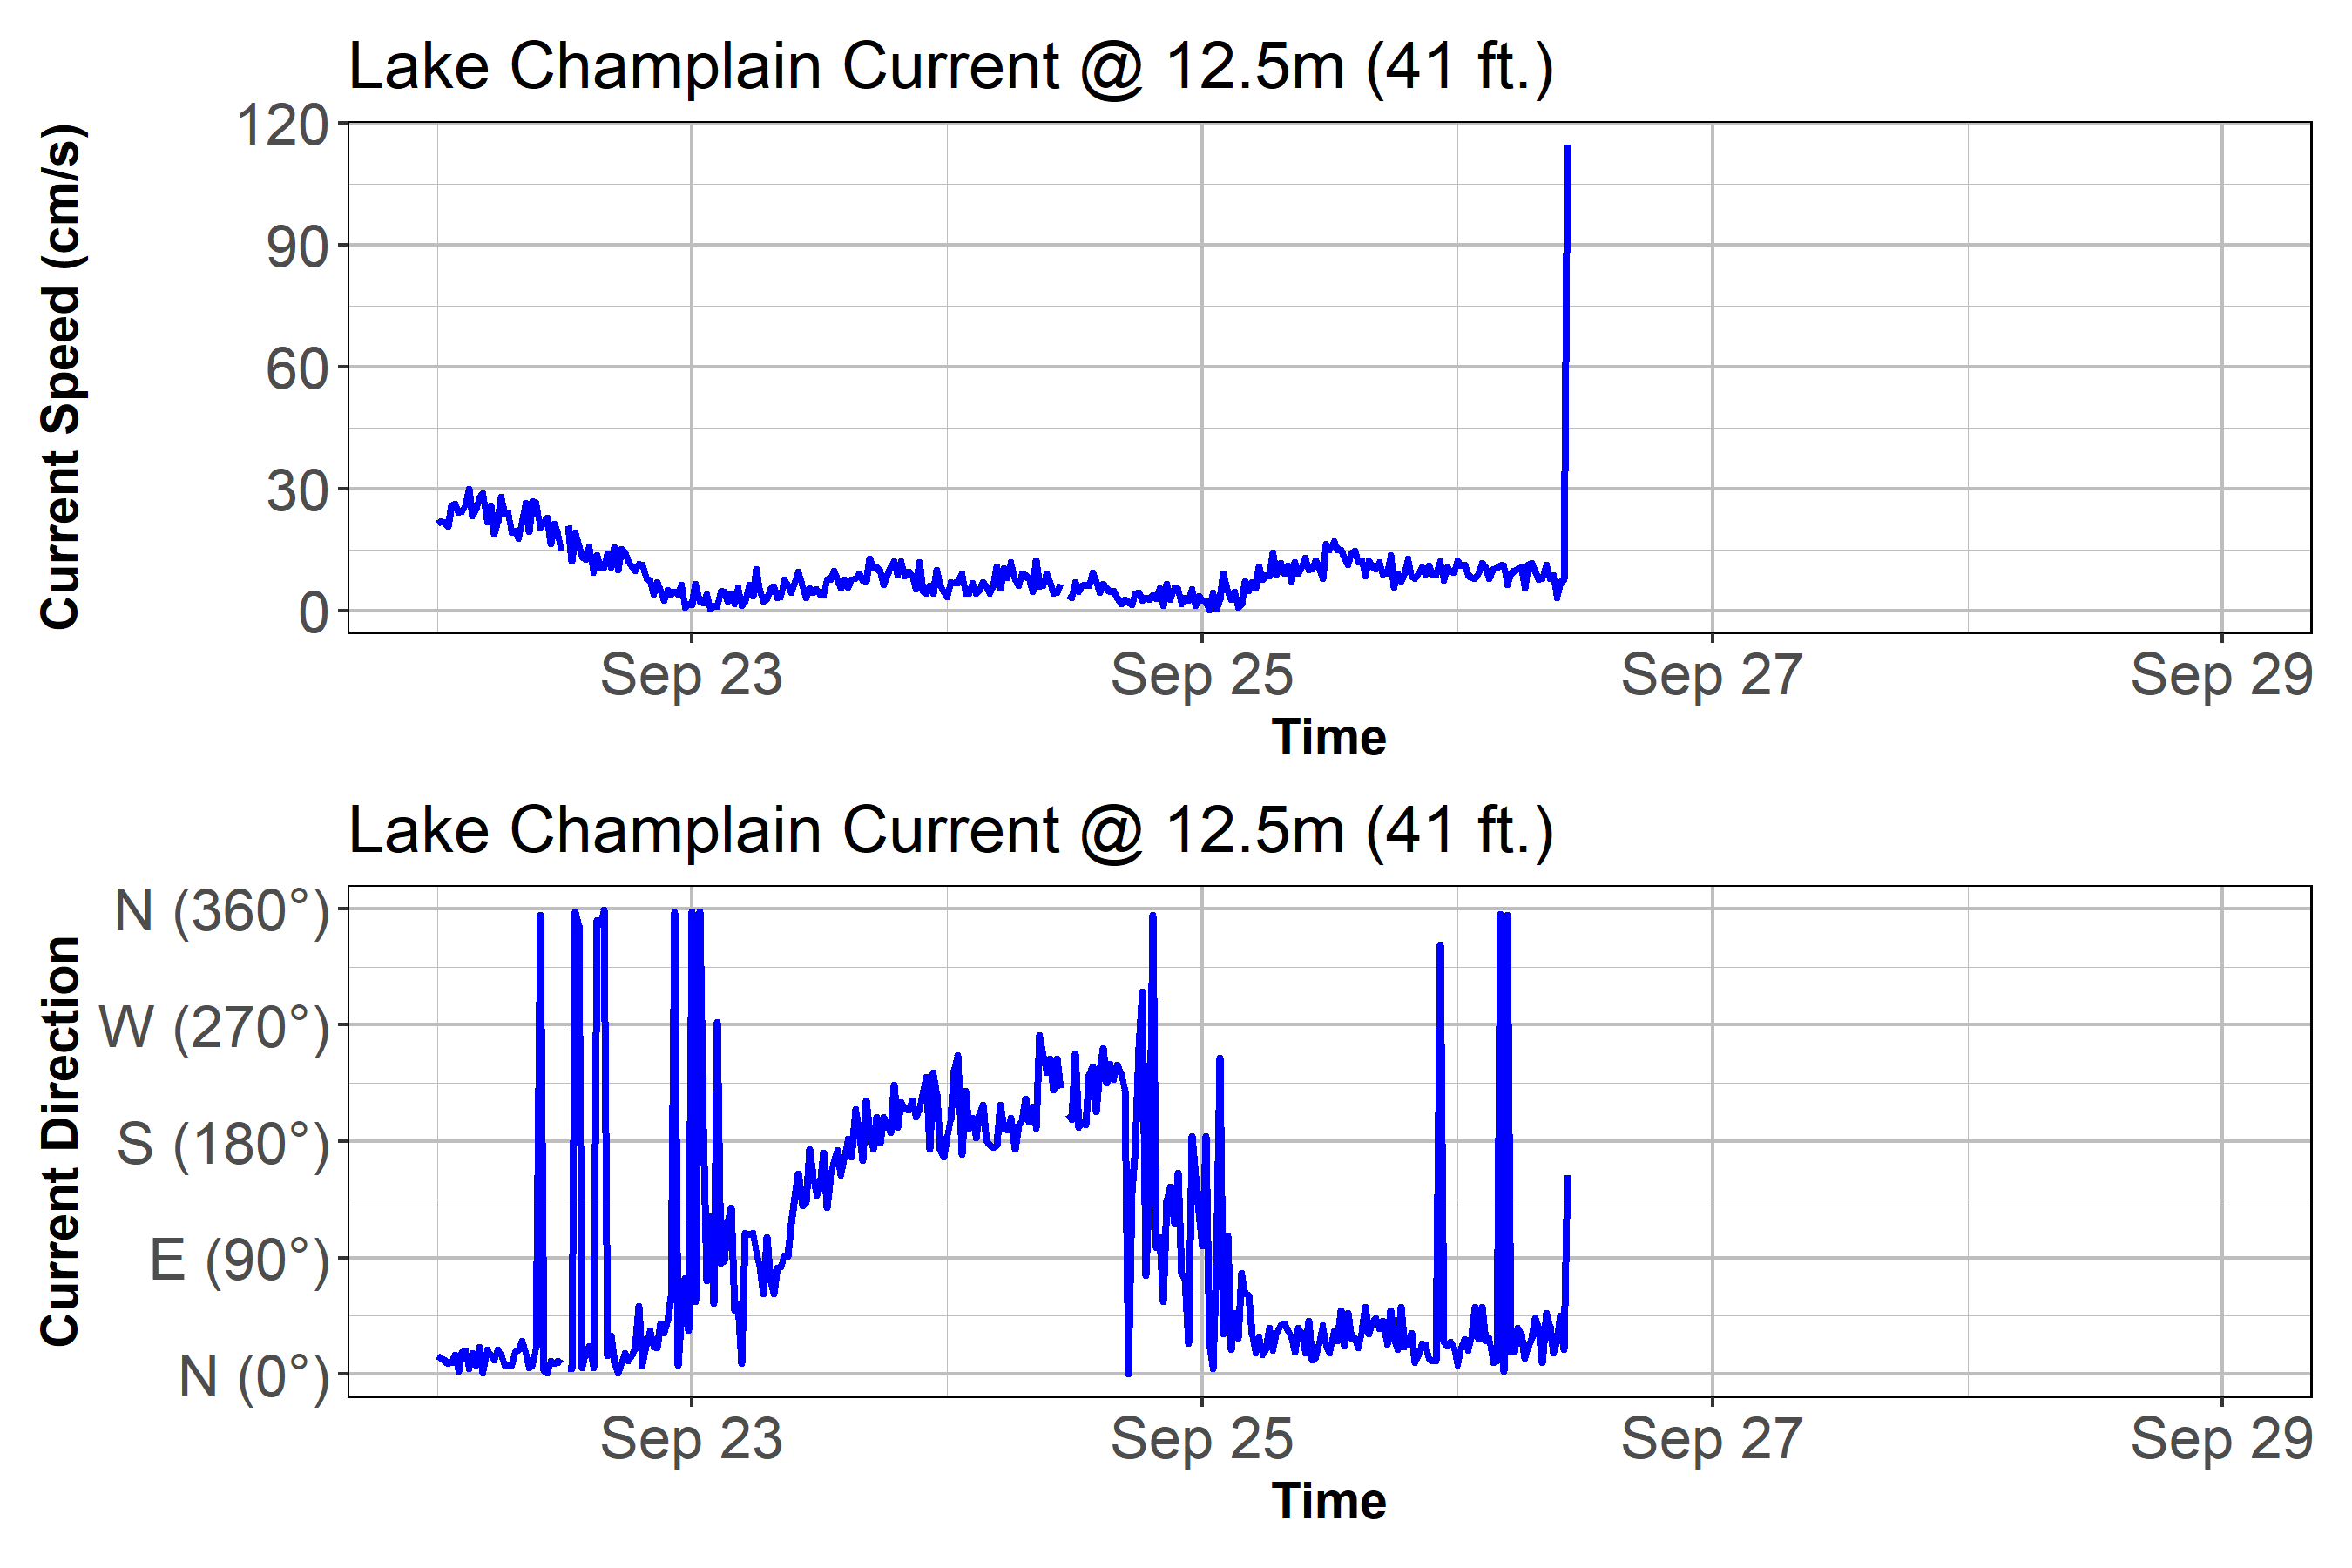 Lake Champlain Current @ 12.5m (41 ft.)
Current Speed (cm/s)
120
90
60
30
0
Sep 23 Sep 25 Sep 27 Sep 29
Time
Lake Champlain Current @ 12.5m (41 ft.)
Current Direction
N (360°)
W (270°)
S (180°)
E (90°)
N (0°)
Sep 23 Sep 25 Sep 27 Sep 29
Time